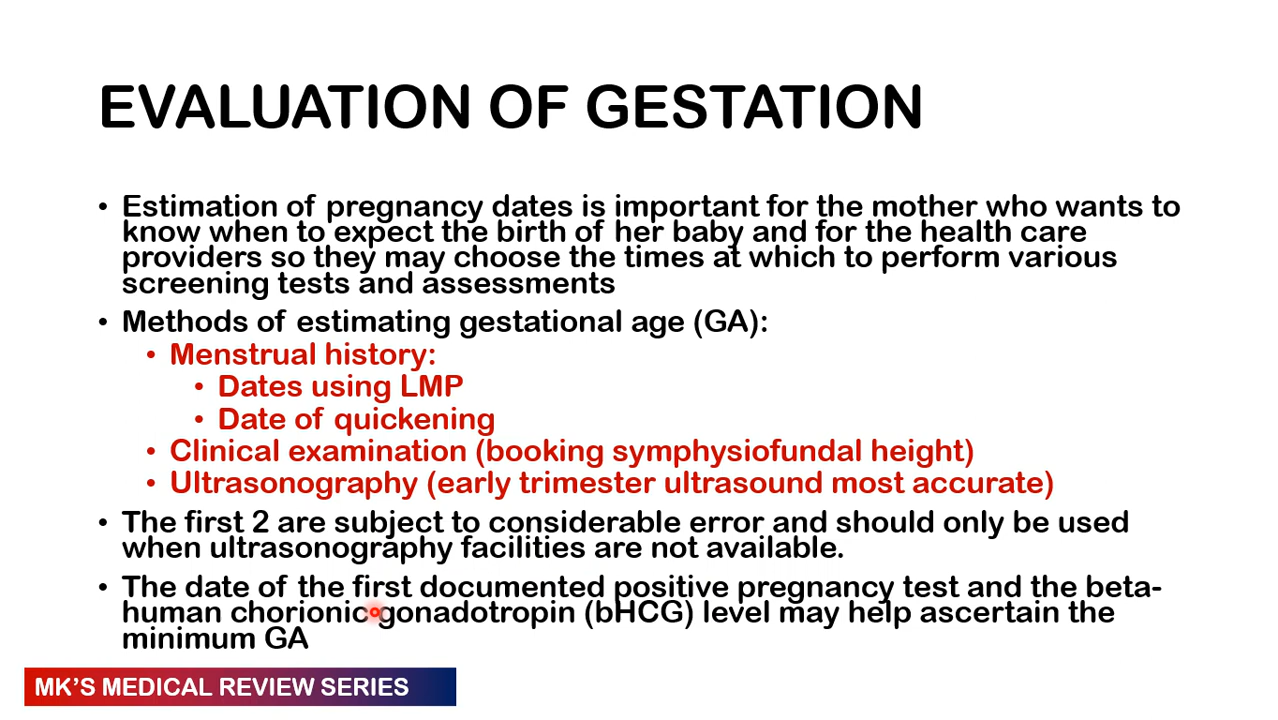 EVALUATION OF GESTATION
• Estimation of pregnancy dates is important for the mother who wants to
know when to expect the birth of her baby and for the health care
providers so they may choose the times at which to perform various
screening tests and assessments
• Methods of estimating gestational age (GA):
• Menstrual history:
• Dates using LMP
• Date of quickening
• Clinical examination (booking symphysiofundal height)
• Ultrasonography (early trimester ultrasound most accurate)
• The first 2 are subject to considerable error and should only be used
when ultrasonography facilities are not available.
• The date of the first documented positive pregnancy test and the beta-
human chorionic gonadotropin (bHCG) level may help ascertain the
minimum GA
MK'S MEDICAL REVIEW SERIES